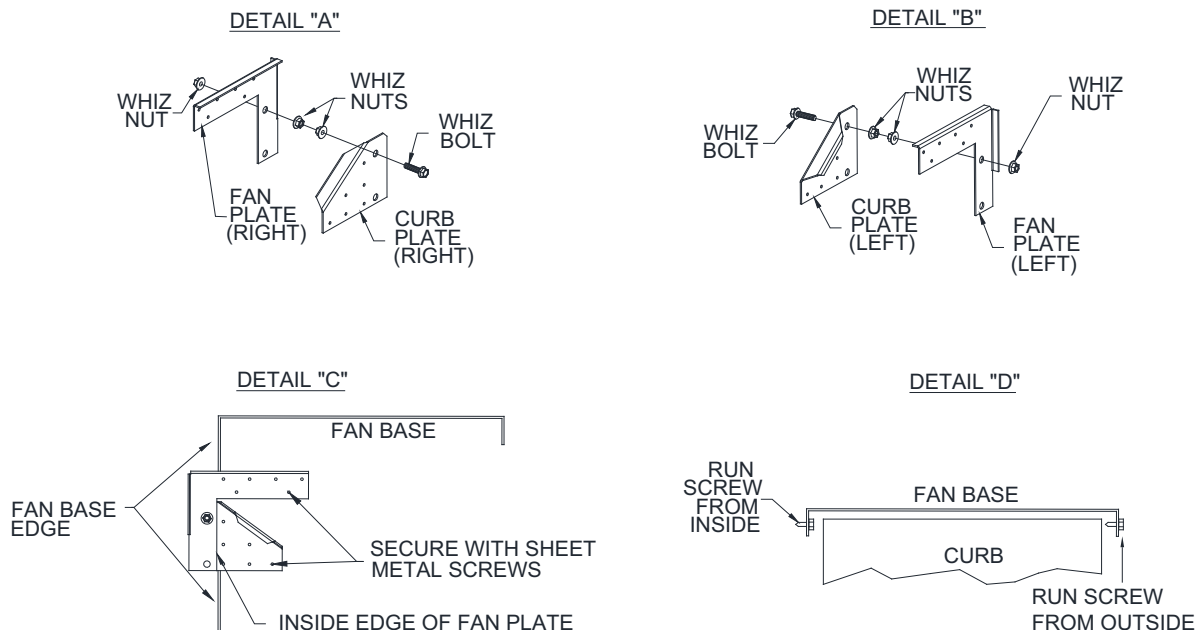 DETAIL "A"
WHIZ
NUT
WHIZ
NUTS
WHIZ
BOLT
FAN
PLATE
(RIGHT)
CURB
PLATE
(RIGHT)
DETAIL "B"
WHIZ
BOLT
WHIZ
NUTS
WHIZ
NUT
CURB
PLATE
(LEFT)
FAN
PLATE
(LEFT)
DETAIL "C"
FAN BASE
FAN BASE
EDGE
SECURE WITH SHEET
METAL SCREWS
INSIDE EDGE OF FAN PLATE
DETAIL "D"
RUN
SCREW
FROM
INSIDE
FAN BASE
CURB
RUN SCREW
FROM OUTSIDE